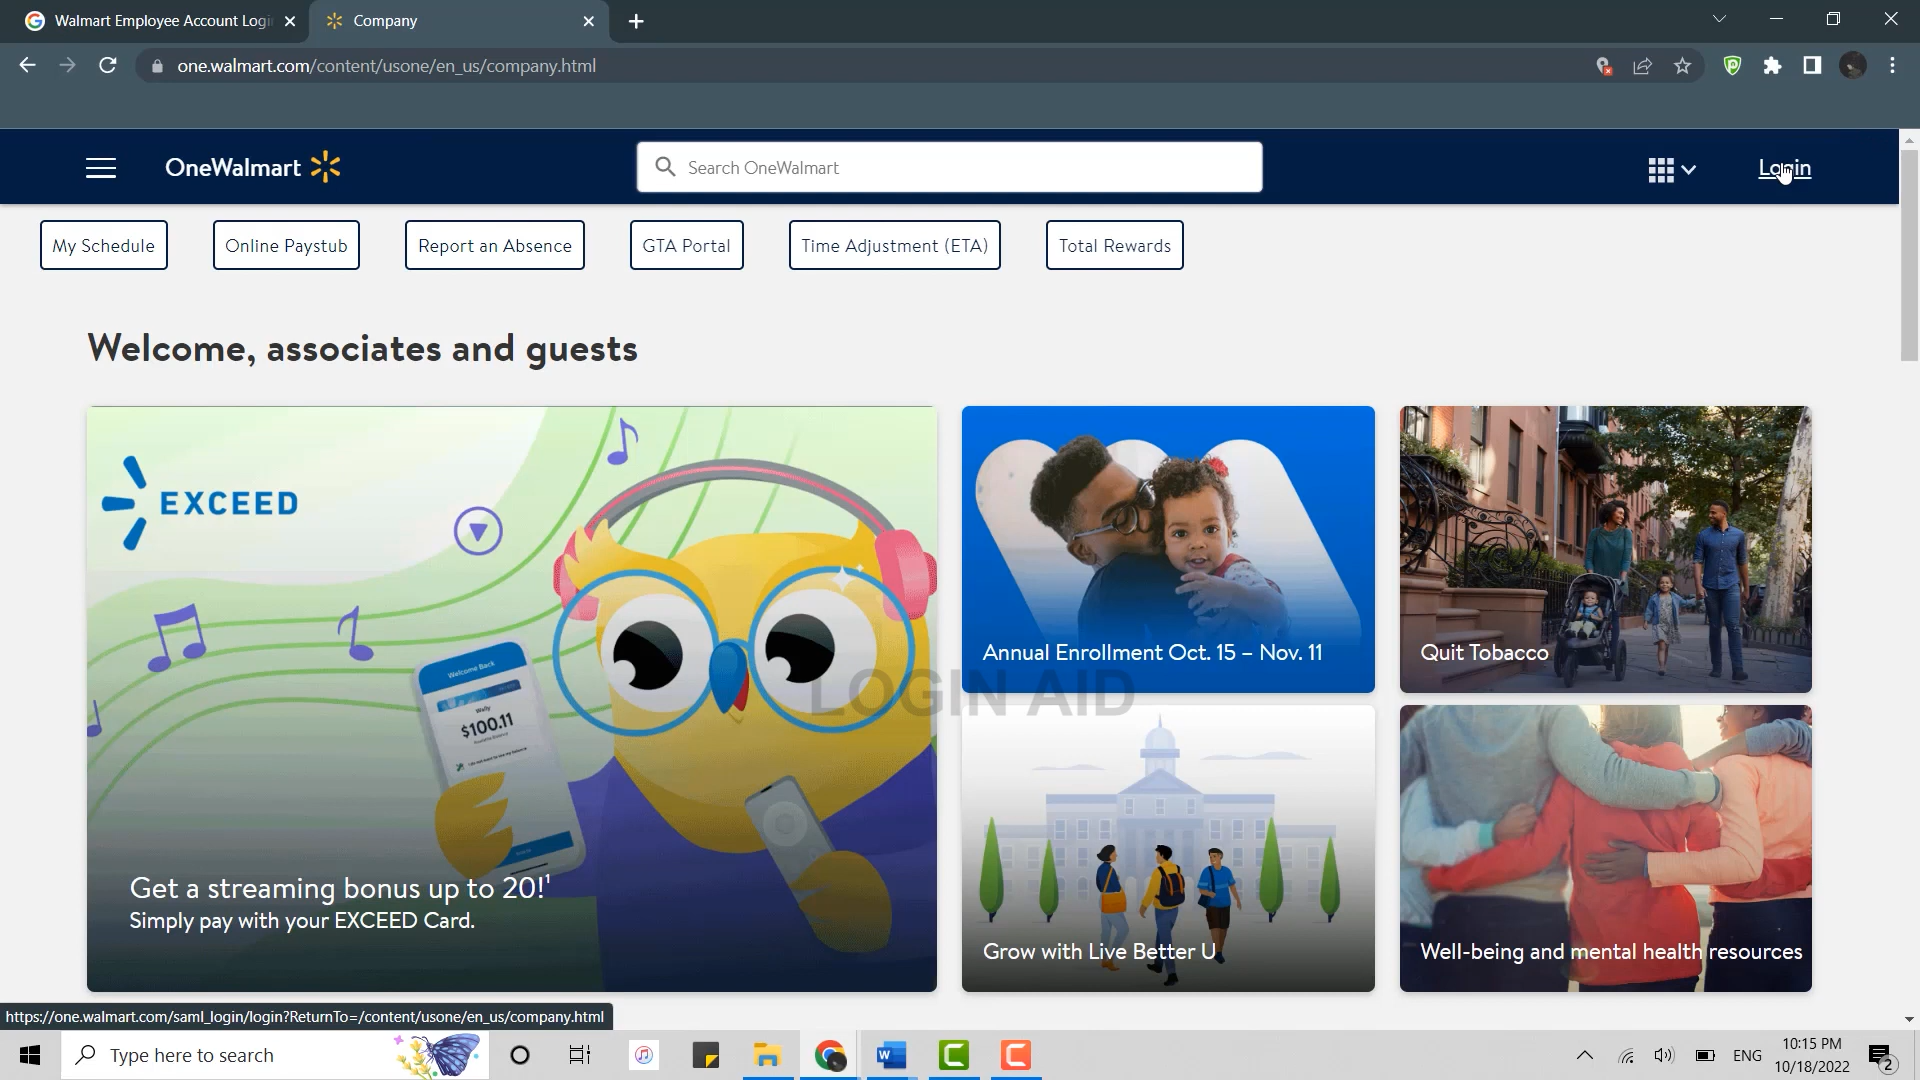 Walmart Employee Account Logi
Company
one.walmart.com/content/usone/en_us/company.html
OneWalmart
Search OneWalmart
Login
My Schedule
Online Paystub
Report an Absence
GTA Portal
Time Adjustment (ETA)
Total Rewards
Welcome, associates and guests
EXCEED
Welcome Back
Wally
$100.11
Get a streaming bonus up to 20!¹
Simply pay with your EXCEED Card.
Annual Enrollment Oct. 15 – Nov. 11
Quit Tobacco
LOGIN AID
Grow with Live Better U
Well-being and mental health resources
https://one.walmart.com/saml_login/login?ReturnTo=/content/usone/en_us/company.html
Type here to search
ENG
10:15 PM
10/18/2022
2